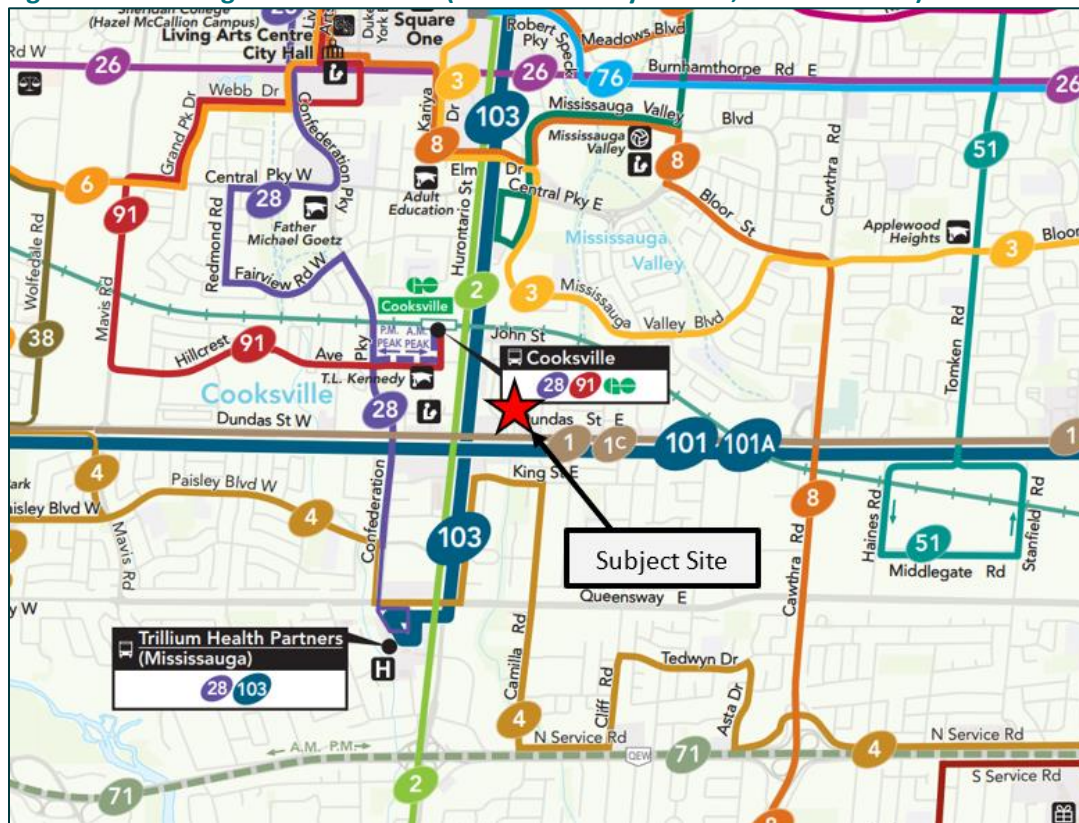 Sheridan College
(Hazel McCallion Campus)
Living Arts Centre
City Hall
Square
One
Robert Speck
Pky
Meadows Blvd
Rd W
26
3
26
76
Burnhamthorpe Rd E
26
Webb Dr
Grand Pk Dr
Confederation Pky
Kariya
Dr
103
Mississauga Valley
Blvd
Mississauga
Valley
8
8
51
6
Central Pky W
Elm
Dr
Central Pky E
Cawthra Rd
91
28
Adult
Education
Hurontario St
Bloor St
Applewood
Heights
3
Bloor
Father
Michael Goetz
Redmond Rd
Fairview Rd W
Mississauga
Valley
Wolfedale Rd
Mavis Rd
2
3
Mississauga
Valley Blvd
Tomken Rd
Cooksville
38
P.M.
PEAK
A.M.
PEAK
John St
Hillcrest
91
Ave
Pky
Cooksville
28
91
Cooksville
T.L. Kennedy
28
Dundas St W
Dundas St E
1
1C
101
101A
1
4
Paisley Blvd W
King St E
Paisley Blvd W
4
Mavis Rd
Confederation
103
8
Haines Rd
Stanfield Rd
51
Middlegate Rd
Subject Site
Queensway E
Cawthra Rd
Trillium Health Partners
(Mississauga)
28
103
H
Camilla Rd
Cliff Rd
Tedwyn Dr
Asta Dr
4
N Service Rd
A.M. P.M.
QEW
71
4
N Service Rd
71
2
S Service Rd
8